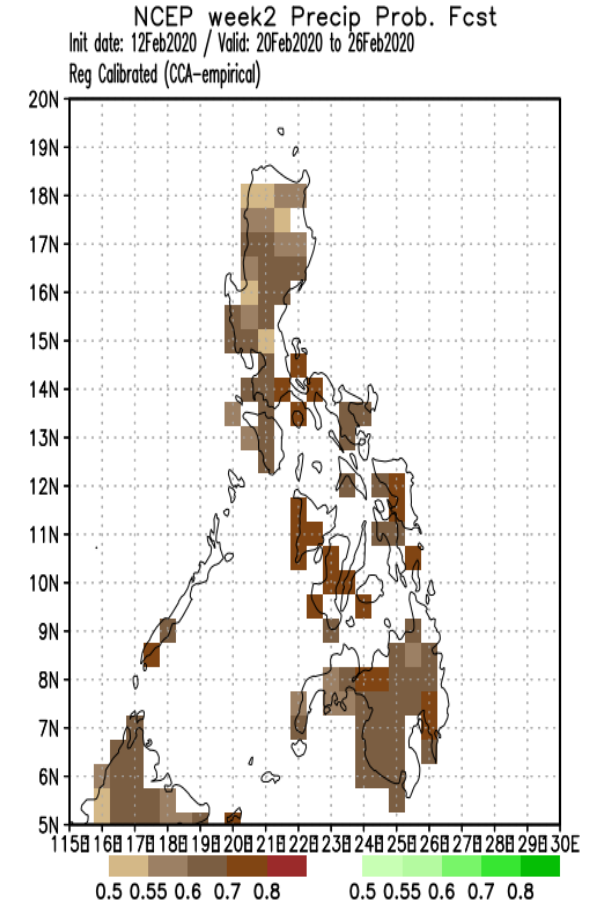 NCEP week2 Precip Prob. Fcst
Init date: 12Feb2020 / Valid: 20Feb2020 to 26Feb2020
Reg Calibrated (CCA-empirical)
20N
19N
18N
17N
16N
15N
14N
13N
12N
11N
10N
9N
8N
7N
6N
5N
115E 116E 117E 118E 119E 120E 121E 122E 123E 124E 125E 126E 127E 128E 129E 130E
0.5 0.55 0.6 0.7 0.8 0.5 0.55 0.6 0.7 0.8